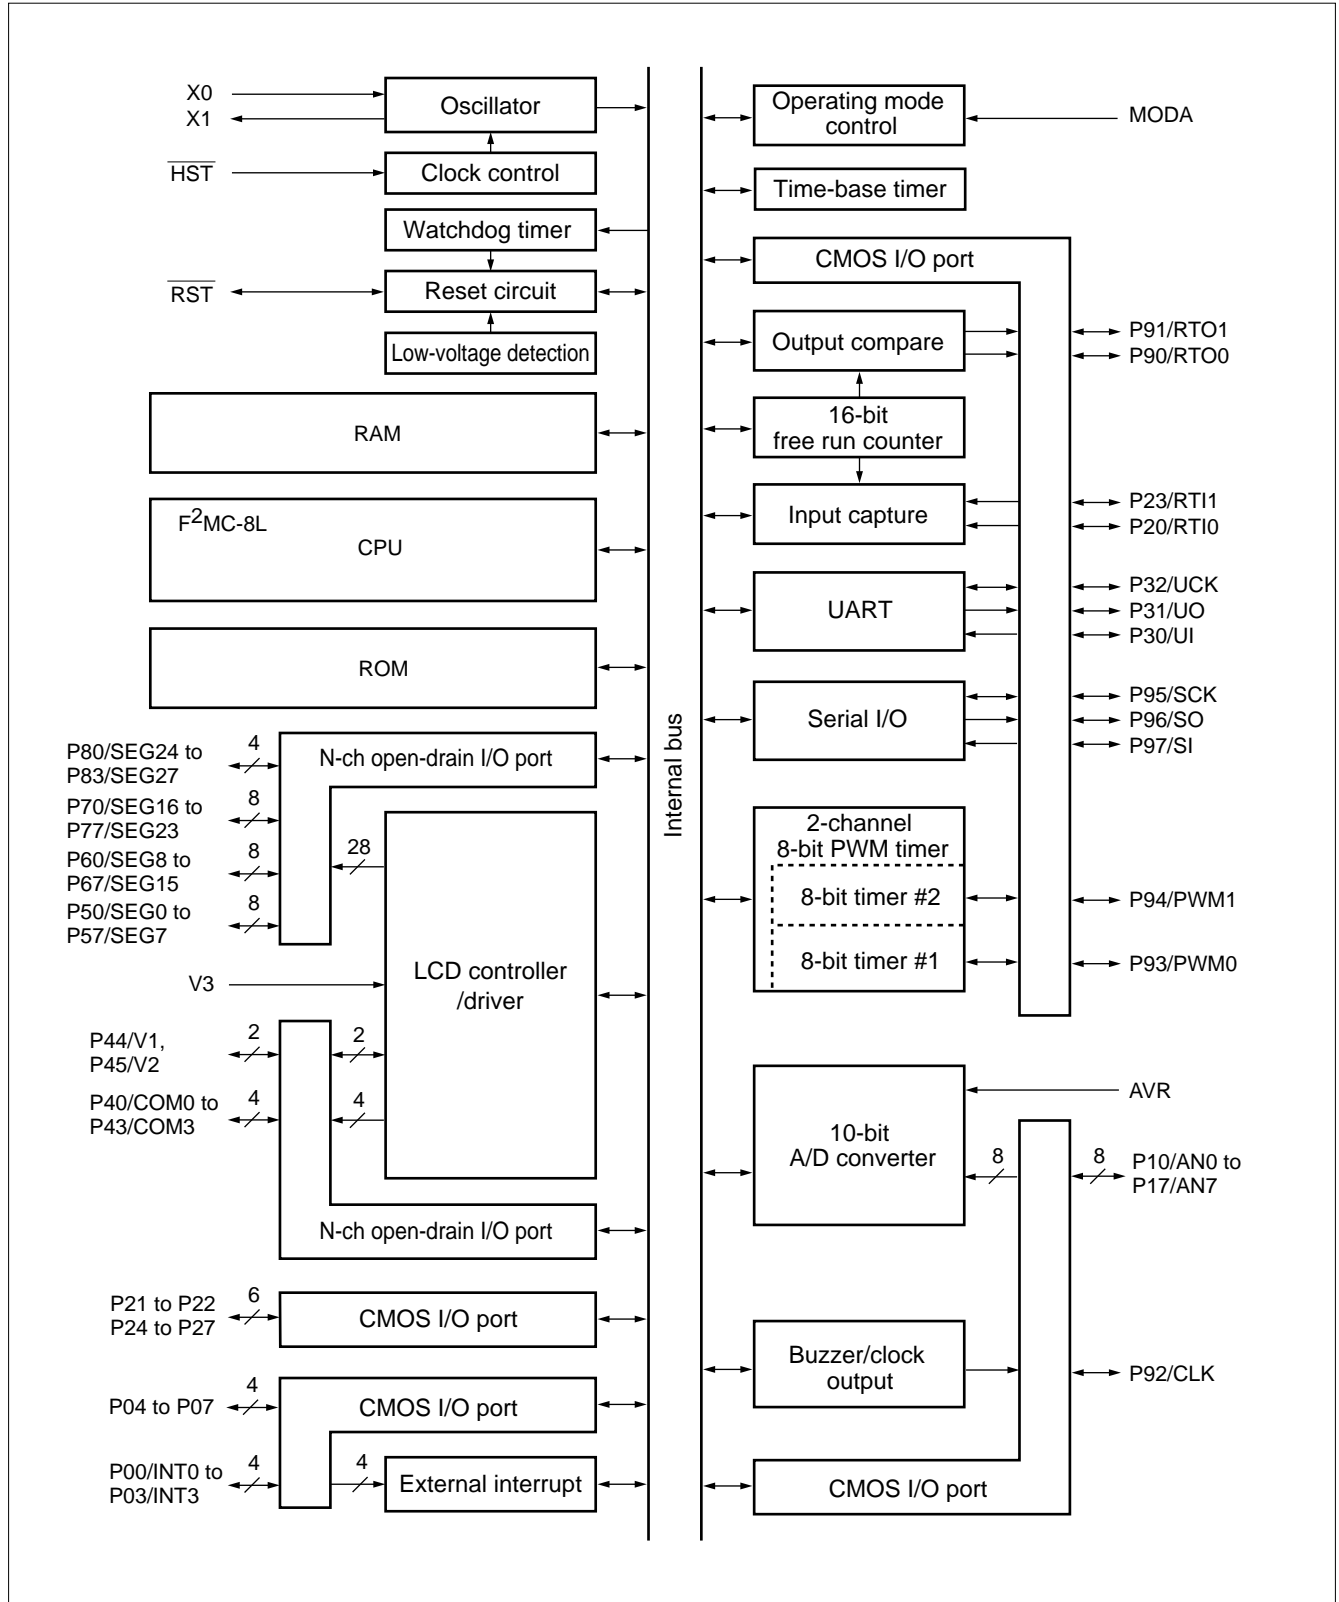 X0
X1
Oscillator
HST
Clock control
Watchdog timer
RST
Reset circuit
Low-voltage detection
RAM
F2MC-8L
CPU
ROM
P80/SEG24 to
P83/SEG27
4
N-ch open-drain I/O port
P70/SEG16 to
P77/SEG23
8
P60/SEG8 to
P67/SEG15
8
28
P50/SEG0 to
P57/SEG7
8
LCD controller
/driver
V3
P44/V1,
P45/V2
2
2
P40/COM0 to
P43/COM3
4
4
N-ch open-drain I/O port
P21 to P22
P24 to P27
6
CMOS I/O port
P04 to P07
4
CMOS I/O port
P00/INT0 to
P03/INT3
4
4
External interrupt
Internal bus
Operating mode
control
MODA
Time-base timer
CMOS I/O port
Output compare
P91/RTO1
P90/RTO0
16-bit
free run counter
Input capture
P23/RTI1
P20/RTI0
UART
P32/UCK
P31/UO
P30/UI
Serial I/O
P95/SCK
P96/SO
P97/SI
2-channel
8-bit PWM timer
8-bit timer #2
P94/PWM1
8-bit timer #1
P93/PWM0
AVR
10-bit
A/D converter
8
8
P10/AN0 to
P17/AN7
Buzzer/clock
output
P92/CLK
CMOS I/O port